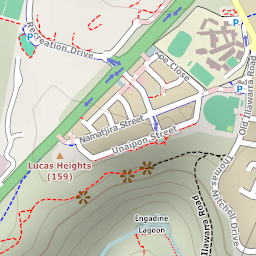 Recreation Drive
Close
Old Illawarra Road
Namatjira Street
Unaipon Street
Lucas Heights
(159)
Thomas Mitchell Drive
Engadine
Lagoon
Illawarra Road
P
P
P